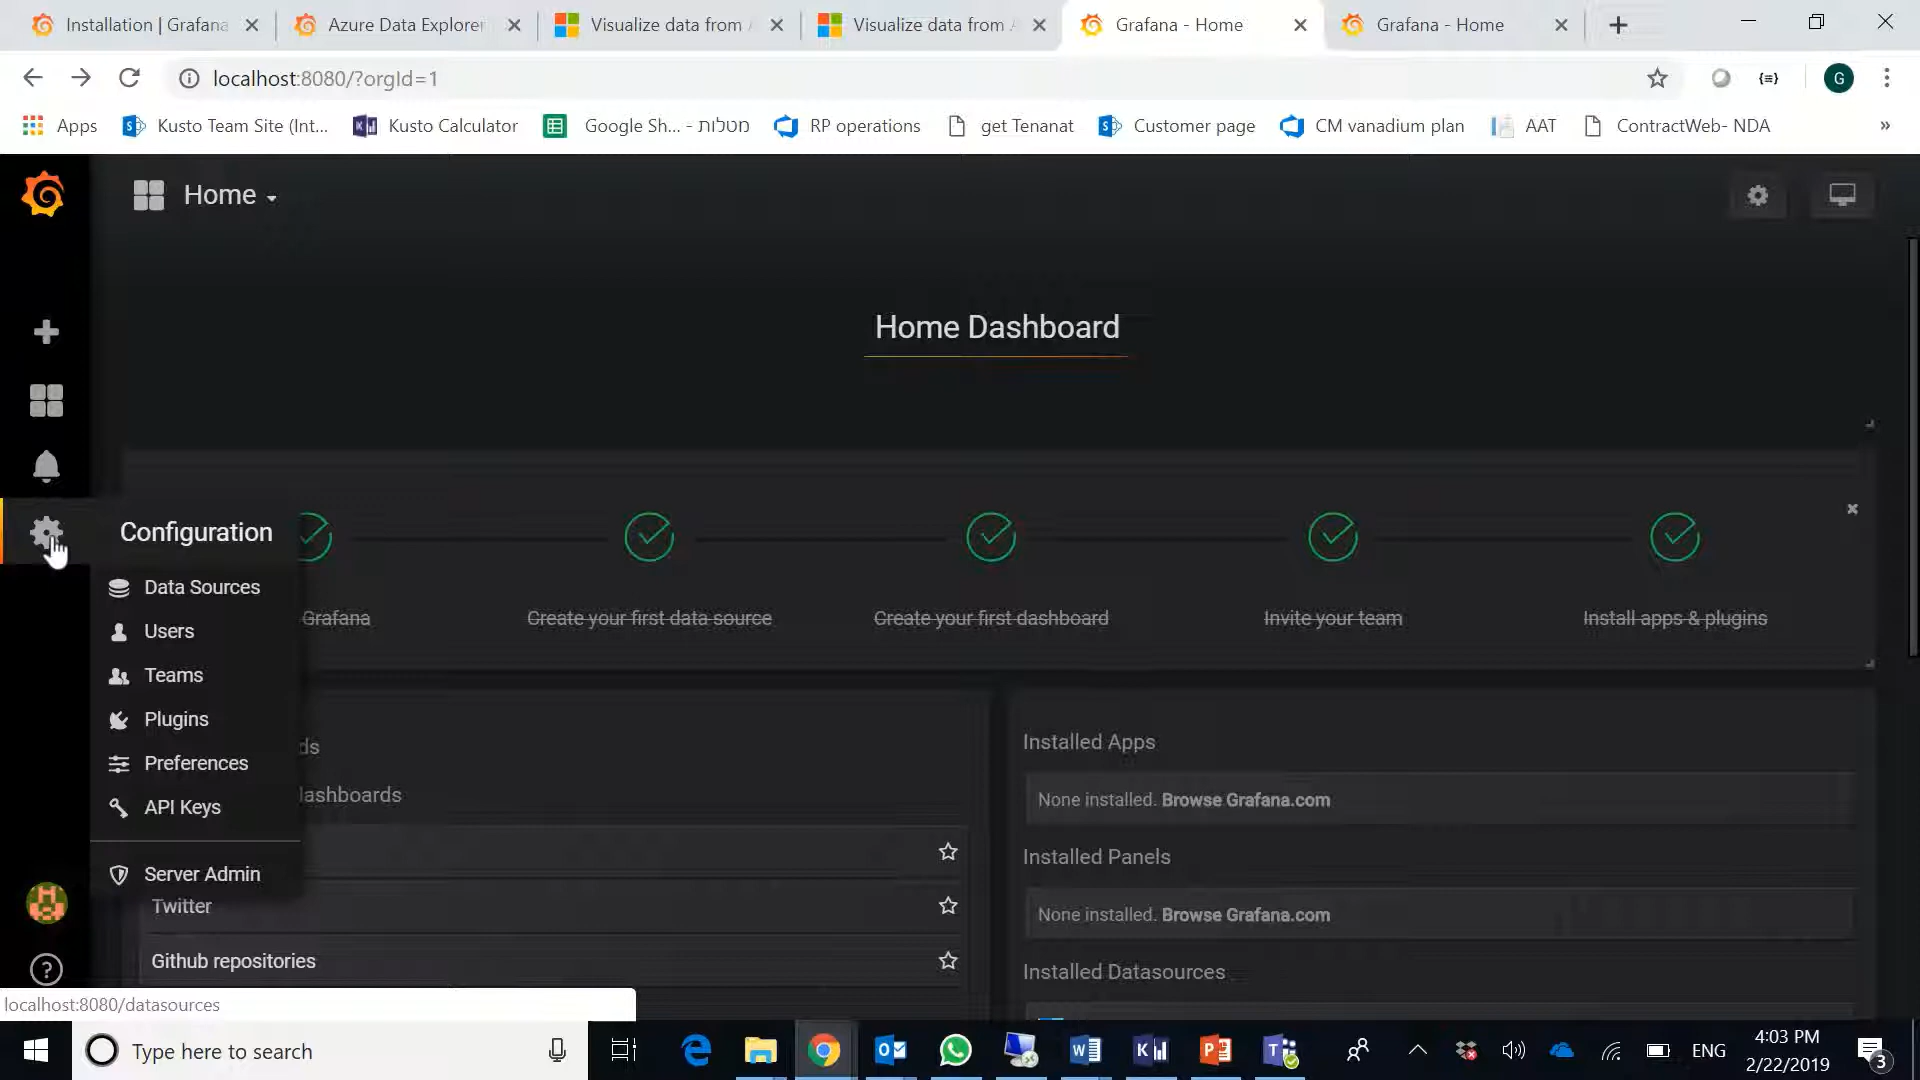 Installation | Grafana
Azure Data Explorer
Visualize data from
Visualize data from
Grafana - Home
Grafana - Home
localhost:8080/?orgId=1
G
Apps
Kusto Team Site (Int...
Kusto Calculator
Google Sh... - מטלות
RP operations
get Tenanat
Customer page
CM vanadium plan
AAT
ContractWeb- NDA
»
Home
Home Dashboard
Configuration
Data Sources
Users
Teams
Plugins
Preferences
API Keys
Server Admin
Grafana
Create your first data source
Create your first dashboard
Invite your team
Install apps & plugins
ds
dashboards
Twitter
Github repositories
Installed Apps
None installed. Browse Grafana.com
Installed Panels
None installed. Browse Grafana.com
Installed Datasources
localhost:8080/datasources
Type here to search
ENG
4:03 PM
2/22/2019
3